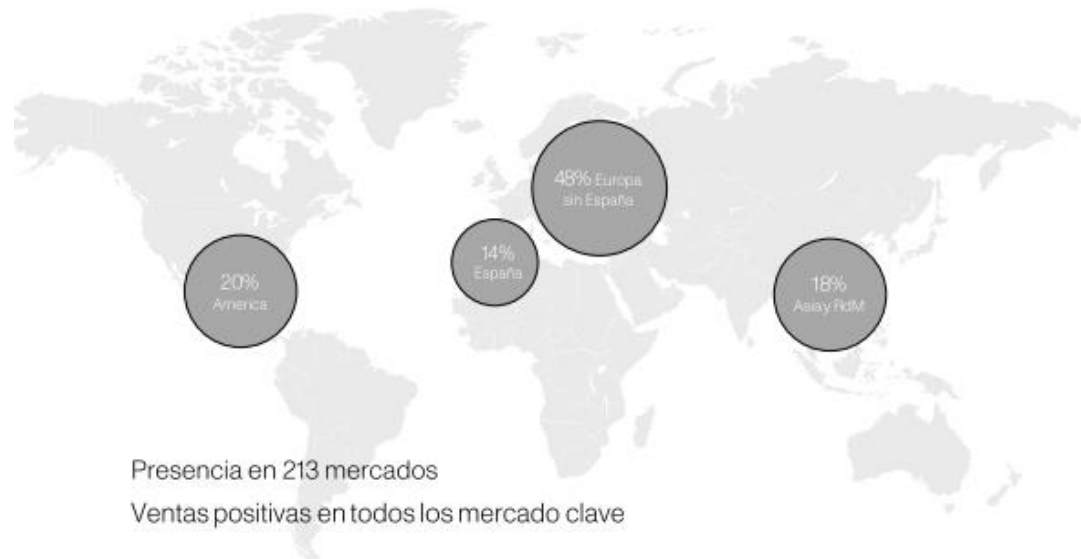 48% Europa
sin España
14%
España
20%
America
18%
Asia y RdM
Presencia en 213 mercados
Ventas positivas en todos los mercado clave